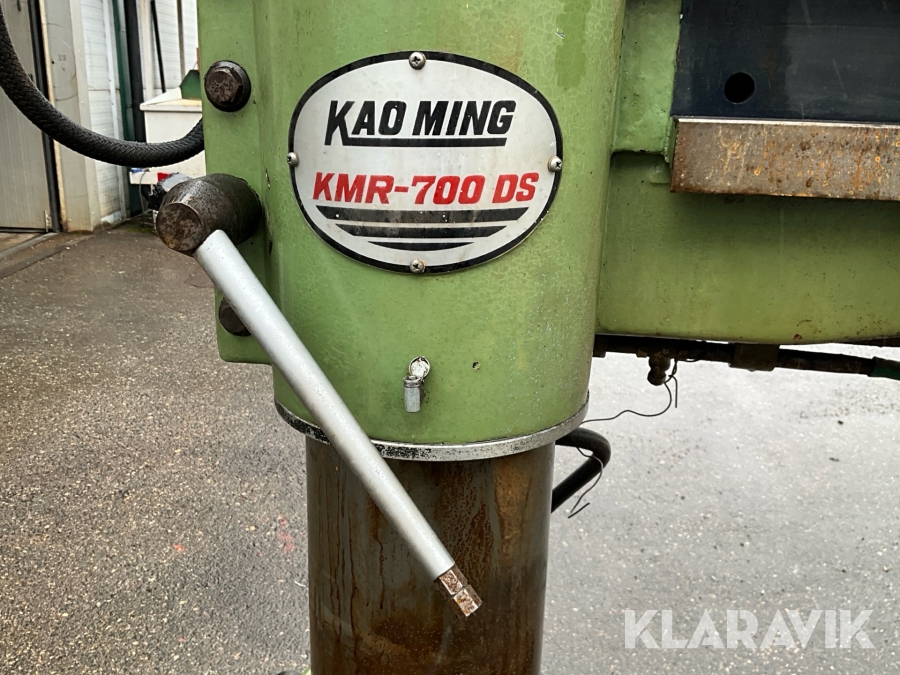 KAO MING
KMR-700 DS
KLARAVIK